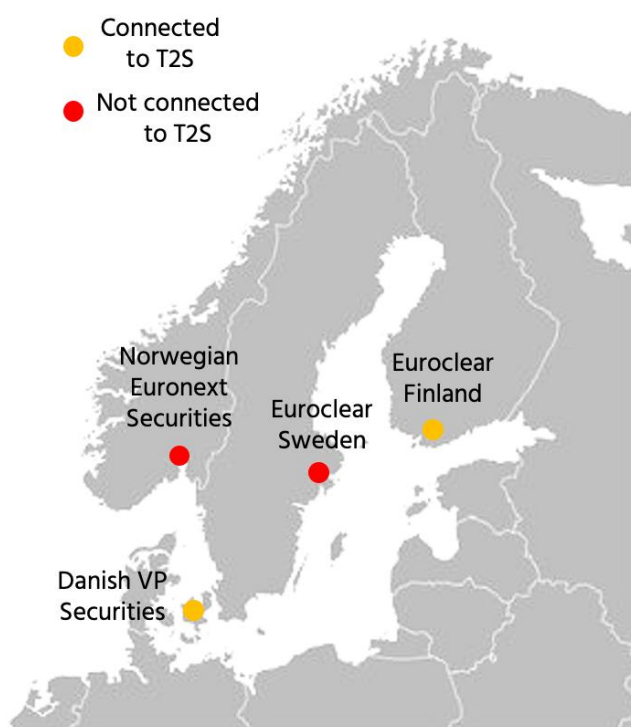 Connected
to T2S
Not connected
to T2S
Norwegian
Euronext
Securities
Euroclear
Finland
Euroclear
Sweden
Danish VP
Securities